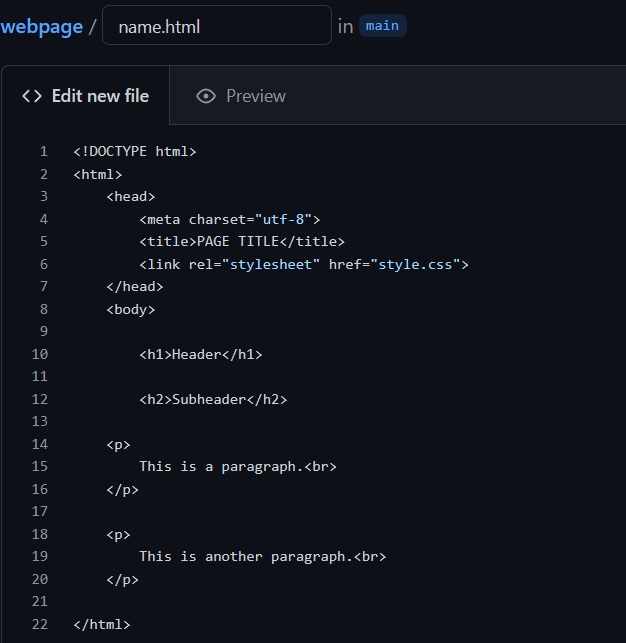 webpage / name.html in main
Edit new file Preview
1 <!DOCTYPE html>
2 <html>
3 <head>
4 <meta charset="utf-8">
5 <title>PAGE TITLE</title>
6 <link rel="stylesheet" href="style.css">
7 </head>
8 <body>
9
10 <h1>Header</h1>
11
12 <h2>Subheader</h2>
13
14 <p>
15 This is a paragraph.<br>
16 </p>
17
18 <p>
19 This is another paragraph.<br>
20 </p>
21
22 </html>